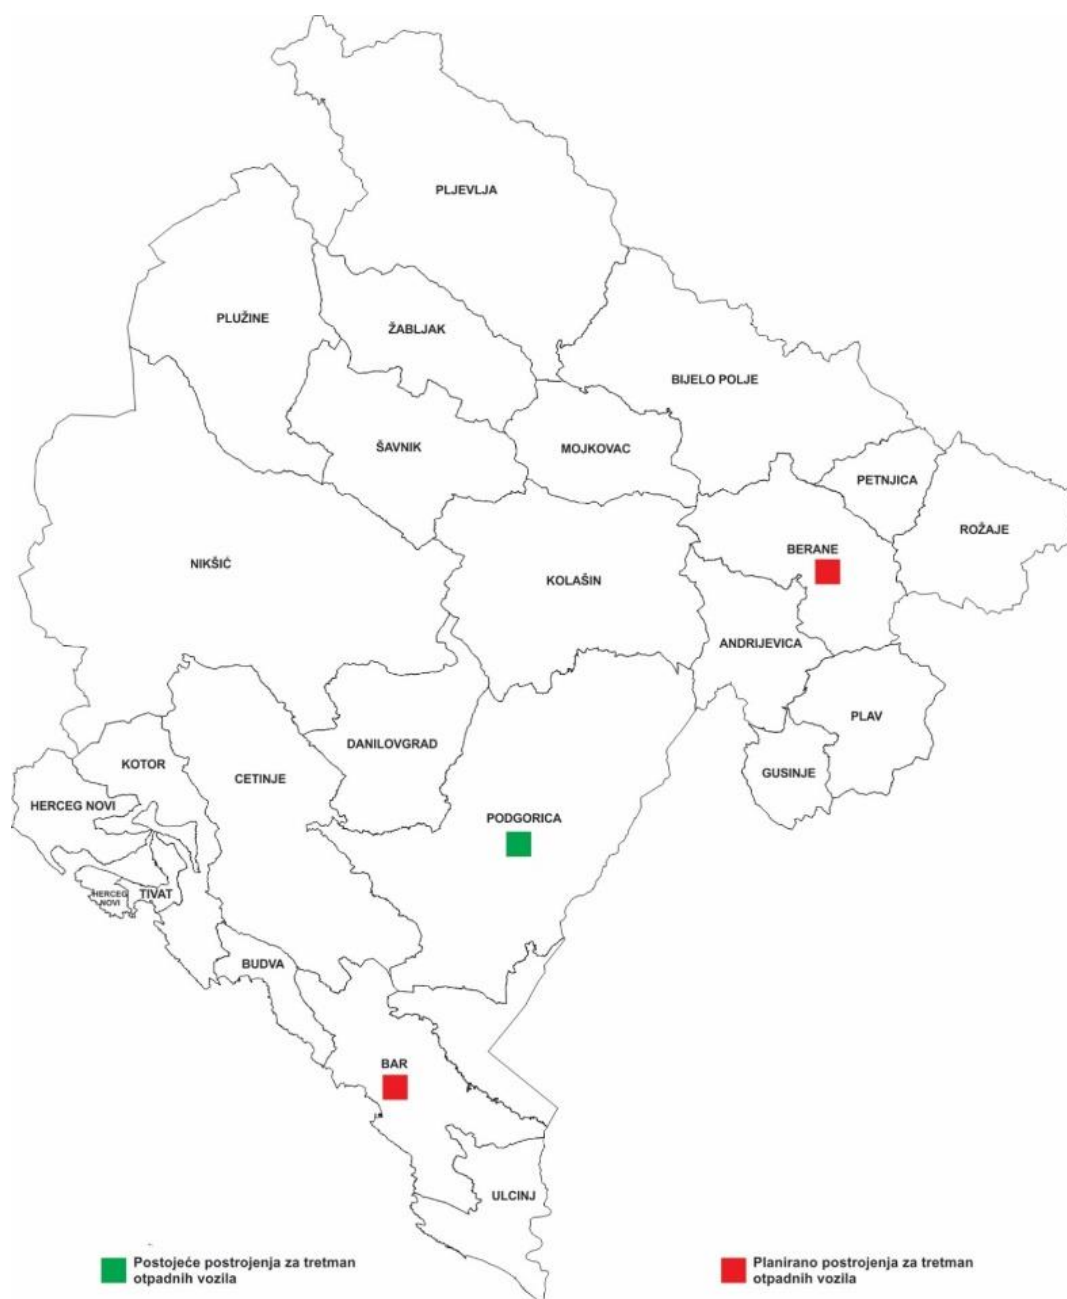 PLJEVLJA
PLUŽINE
ŽABLJAK
BIJELO POLJE
ŠAVNIK
MOJKOVAC
PETNJICA
ROŽAJE
NIKŠIĆ
KOLAŠIN
BERANE
ANDRIJEVICA
PLAV
DANILOVGRAD
KOTOR
CETINJE
GUSINJE
HERCEG NOVI
PODGORICA
HERCEG
NOVI
TIVAT
BUDVA
BAR
ULCINJ
Postojeće postrojenja za tretman
otpadnih vozila
Planirano postrojenja za tretman
otpadnih vozila